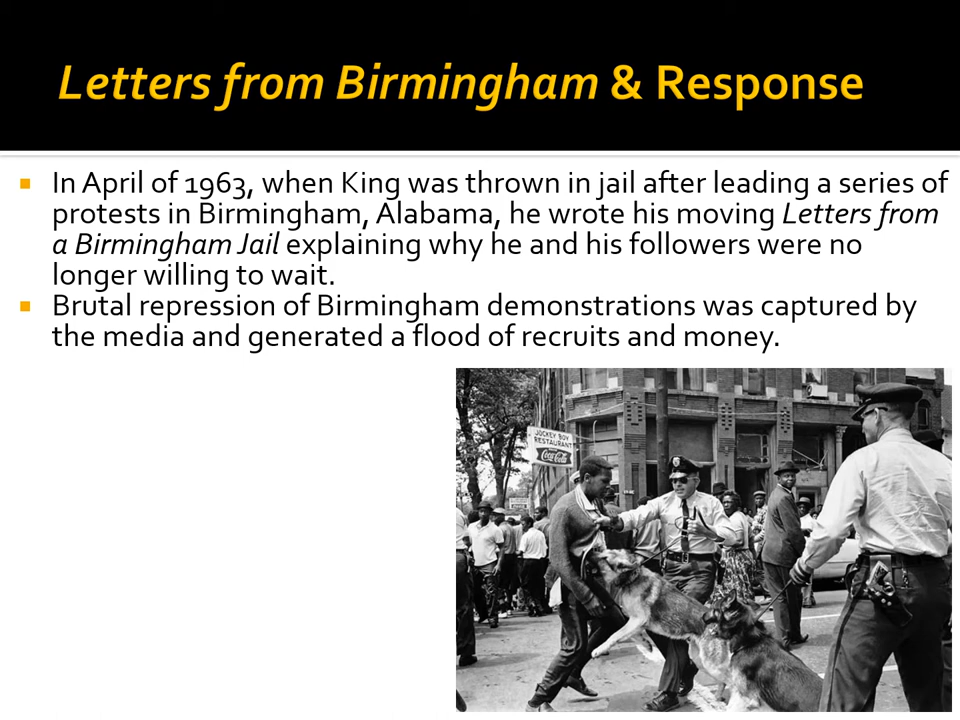 Letters from Birmingham & Response
▪ In April of 1963, when King was thrown in jail after leading a series of
protests in Birmingham, Alabama, he wrote his moving Letters from
a Birmingham Jail explaining why he and his followers were no
longer willing to wait.
▪ Brutal repression of Birmingham demonstrations was captured by
the media and generated a flood of recruits and money.
JOCKEY BOY
RESTAURANT
Coca-Cola